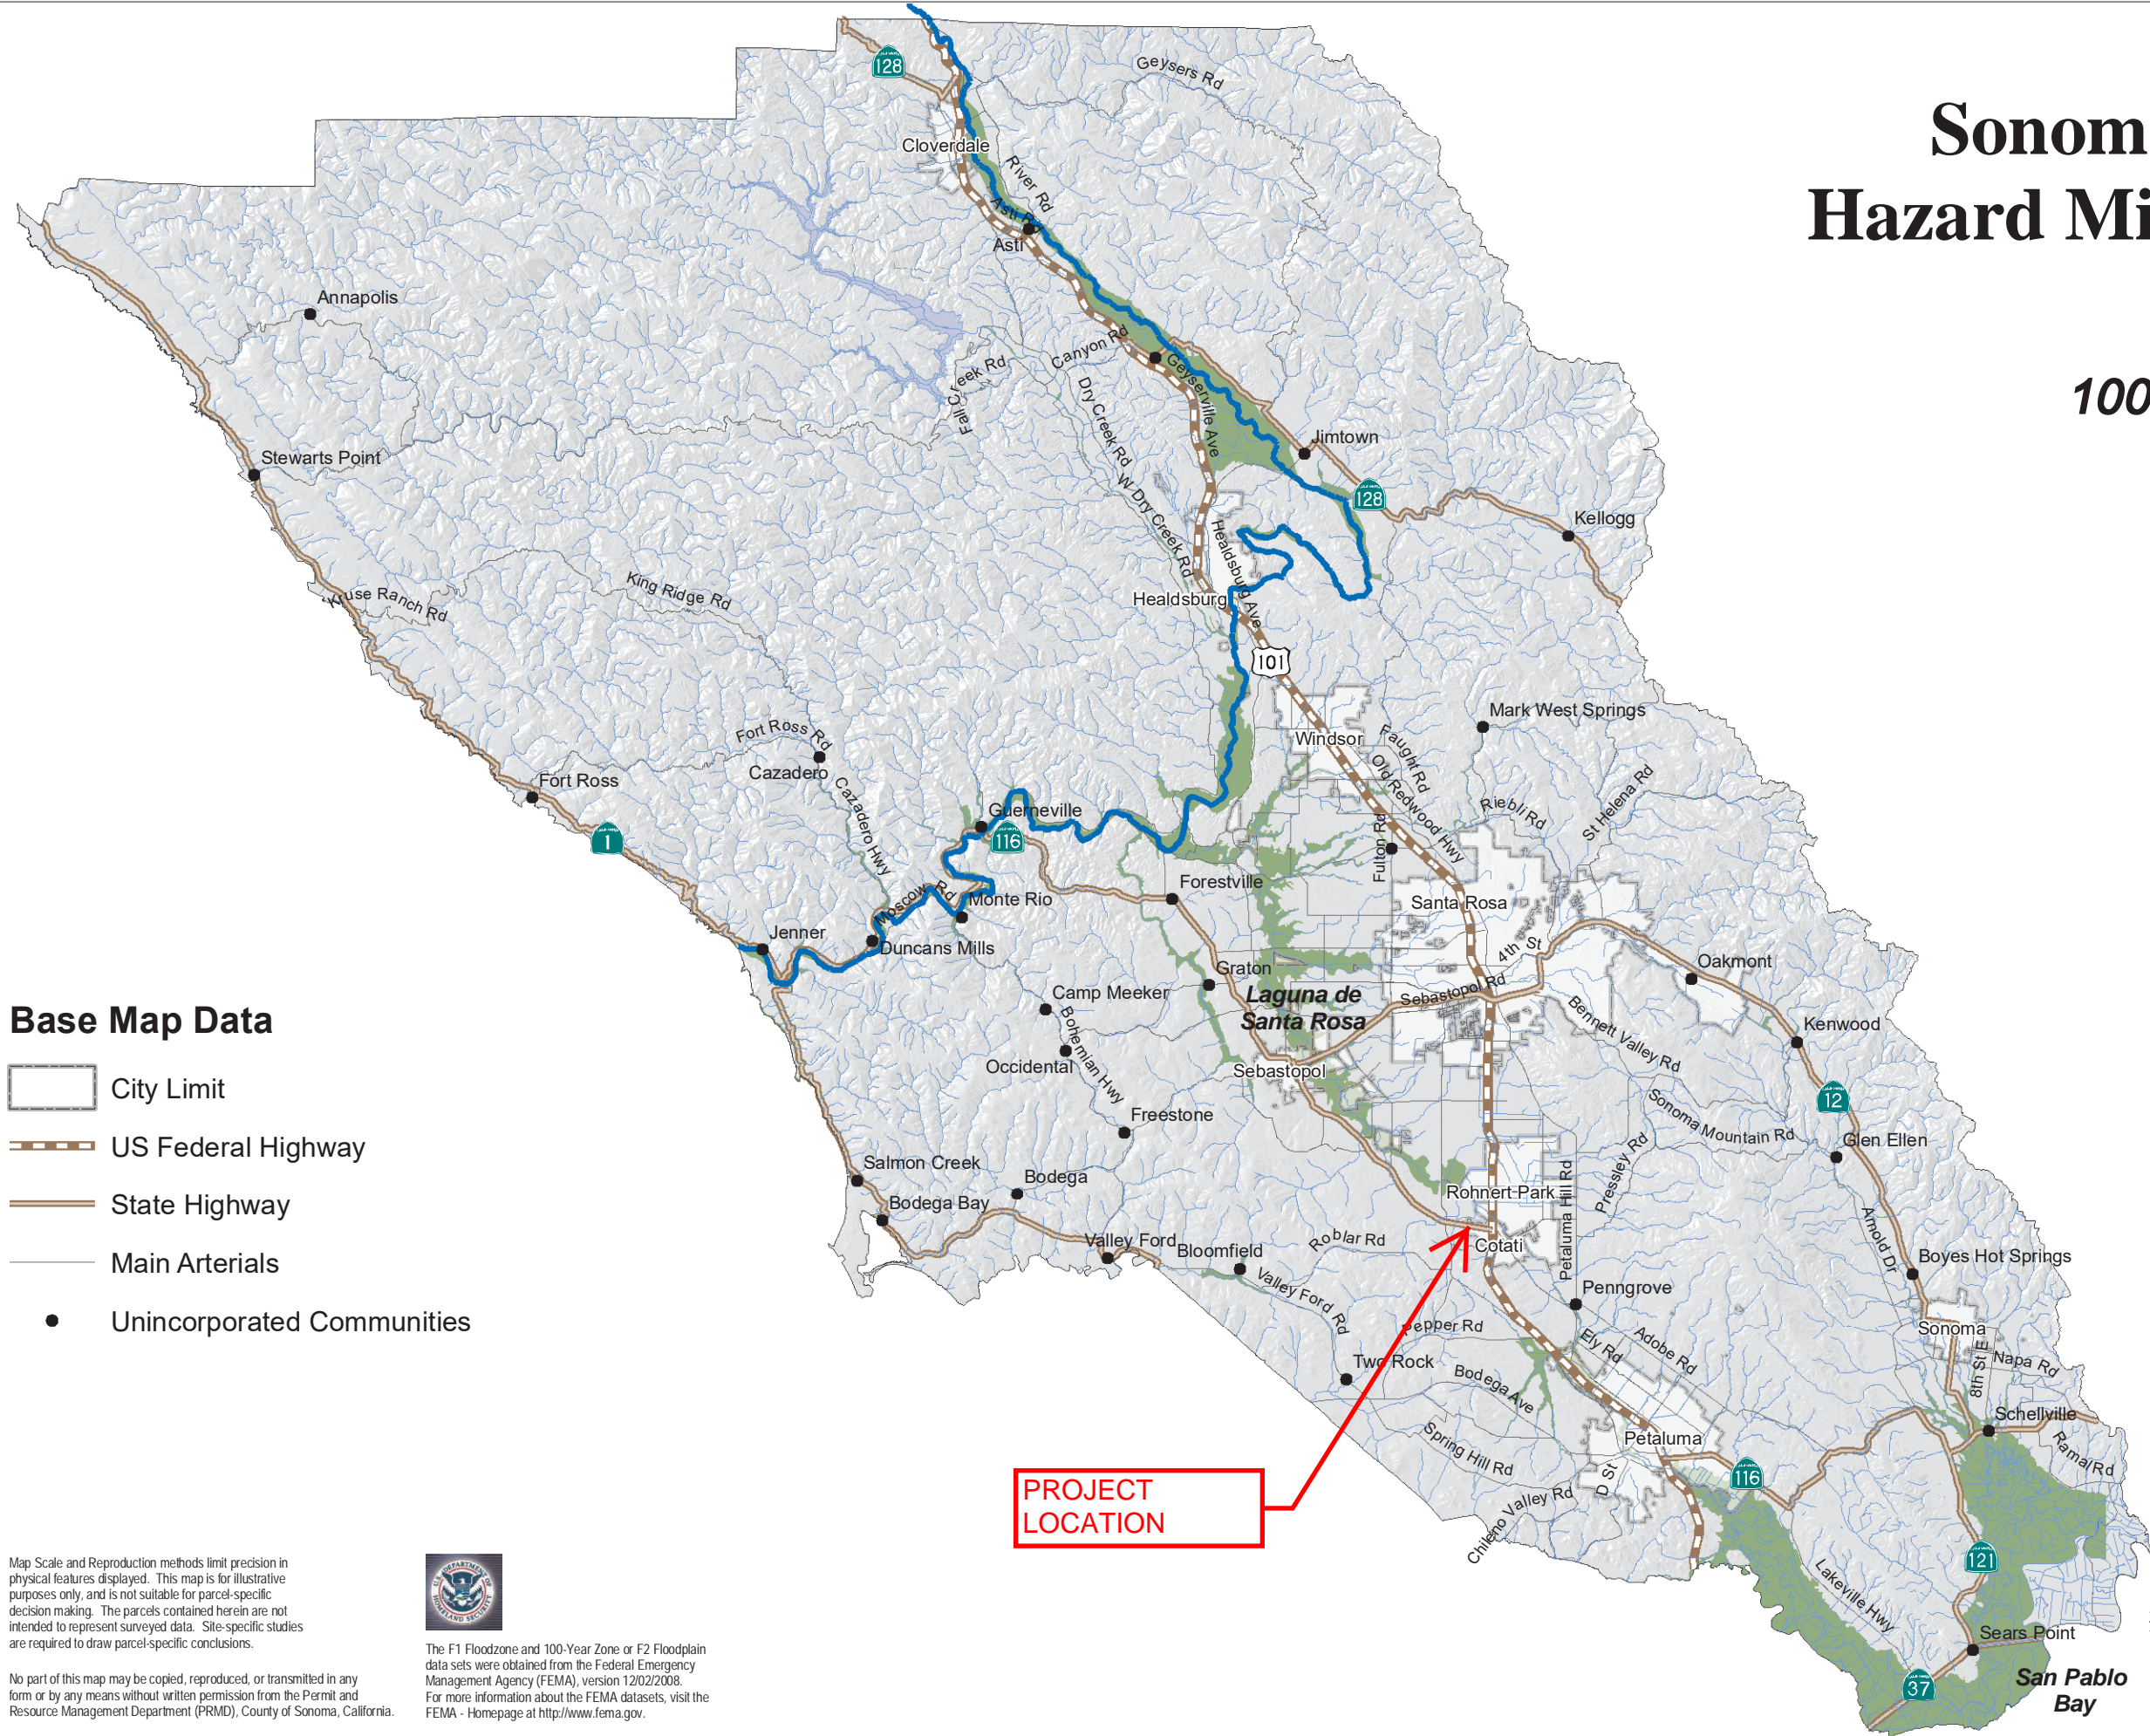 Sonom
Hazard Mi
100
128
Geysers Rd
Cloverdale
River Rd
Asti Rd
Asti
Annapolis
Canyon Rd
Fall Creek Rd
Geyserville Ave
Dry Creek Rd
Jimtown
Stewarts Point
W Dry Creek Rd
128
Kellogg
Healdsburg Ave
King Ridge Rd
Kruse Ranch Rd
Healdsburg
101
Mark West Springs
Fort Ross Rd
Windsor
Faught Rd
Cazadero
Old Redwood Hwy
Fort Ross
Cazadero Hwy
Riebli Rd
St Helena Rd
Guerneville
116
1
Fulton Rd
Forestville
Moscow Rd
Monte Rio
Santa Rosa
Jenner
Duncans Mills
4th St
Oakmont
Graton
Laguna de
Santa Rosa
Sebastopol Rd
Camp Meeker
Bohemian Hwy
Bennett Valley Rd
Kenwood
Occidental
Sebastopol
12
Freestone
Sonoma Mountain Rd
Glen Ellen
Pressley Rd
Salmon Creek
Bodega
Rohnert Park
Petaluma Hill Rd
Bodega Bay
Arnold Dr
Valley Ford
Bloomfield
Roblar Rd
Cotati
Boyes Hot Springs
Valley Ford Rd
Penngrove
Pepper Rd
Ely Rd
Adobe Rd
Sonoma
Two Rock
Bodega Ave
8th St E
Napa Rd
Schellville
Spring Hill Rd
Petaluma
Ramal Rd
D St
116
Chileno Valley Rd
121
Lakeville Hwy
Sears Point
37
San Pablo
Bay
PROJECT
LOCATION
Base Map Data
City Limit
US Federal Highway
State Highway
Main Arterials
Unincorporated Communities
Map Scale and Reproduction methods limit precision in
physical features displayed. This map is for illustrative
purposes only, and is not suitable for parcel-specific
decision making. The parcels contained herein are not
intended to represent surveyed data. Site-specific studies
are required to draw parcel-specific conclusions.
No part of this map may be copied, reproduced, or transmitted in any
form or by any means without written permission from the Permit and
Resource Management Department (PRMD), County of Sonoma, California.
U.S. DEPARTMENT OF
HOMELAND SECURITY
The F1 Floodzone and 100-Year Zone or F2 Floodplain
data sets were obtained from the Federal Emergency
Management Agency (FEMA), version 12/02/2008.
For more information about the FEMA datasets, visit the
FEMA - Homepage at http://www.fema.gov.